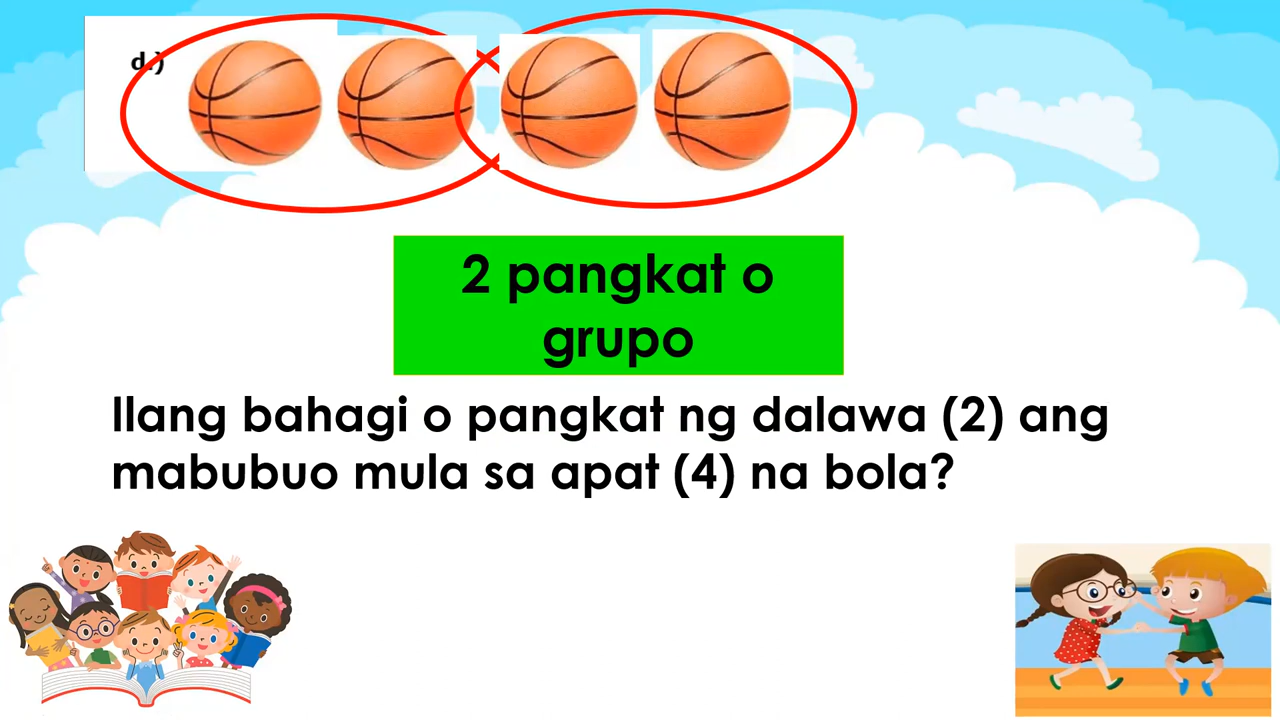 d.)
2 pangkat o
grupo
Ilang bahagi o pangkat ng dalawa (2) ang
mabubuo mula sa apat (4) na bola?